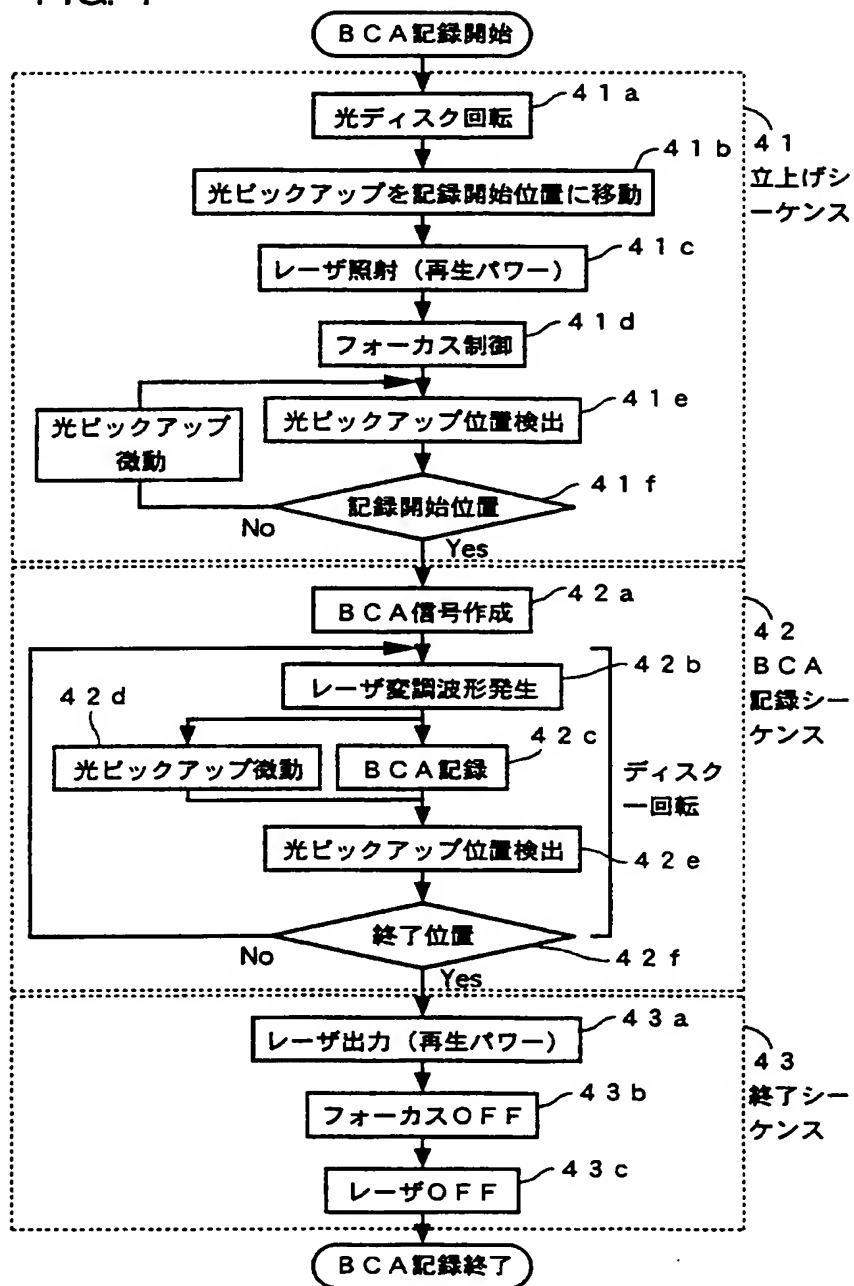 BCA記録開始
41a
光ディスク回転
41
立上げシ
ーケンス
41b
光ピックアップを記録開始位置に移動
41c
レーザ照射（再生パワー）
41d
フォーカス制御
41e
光ピックアップ位置検出
光ピックアップ
微動
41f
記録開始位置
No
Yes
42a
BCA信号作成
42
BCA
記録シー
ケンス
42b
レーザ変調波形発生
42d
光ピックアップ微動
42c
BCA記録
ディスク
一回転
光ピックアップ位置検出
42e
終了位置
No
42f
Yes
43a
レーザ出力（再生パワー）
43
終了シー
ケンス
43b
フォーカスOFF
43c
レーザOFF
BCA記録終了